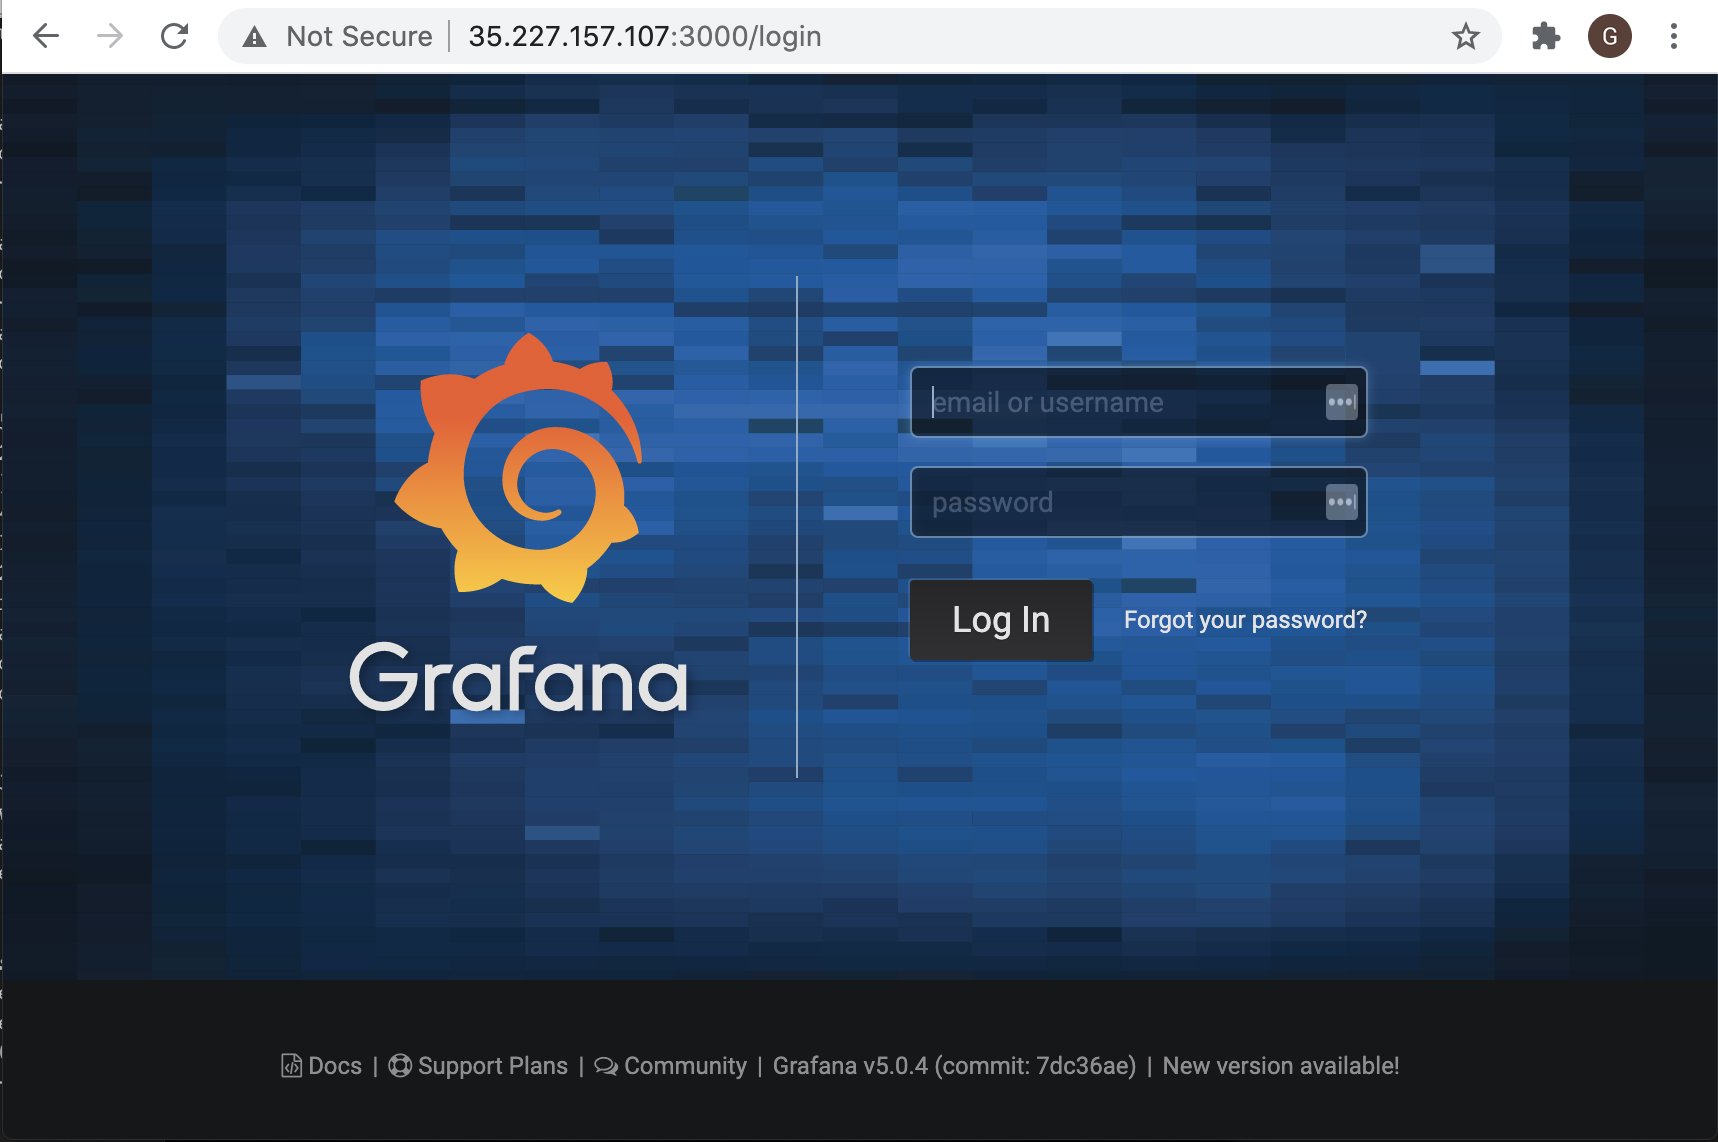 Not Secure 35.227.157.107:3000/login
G
email or username
password
Log In Forgot your password?
Grafana
Docs | Support Plans | Community | Grafana v5.0.4 (commit: 7dc36ae) | New version available!